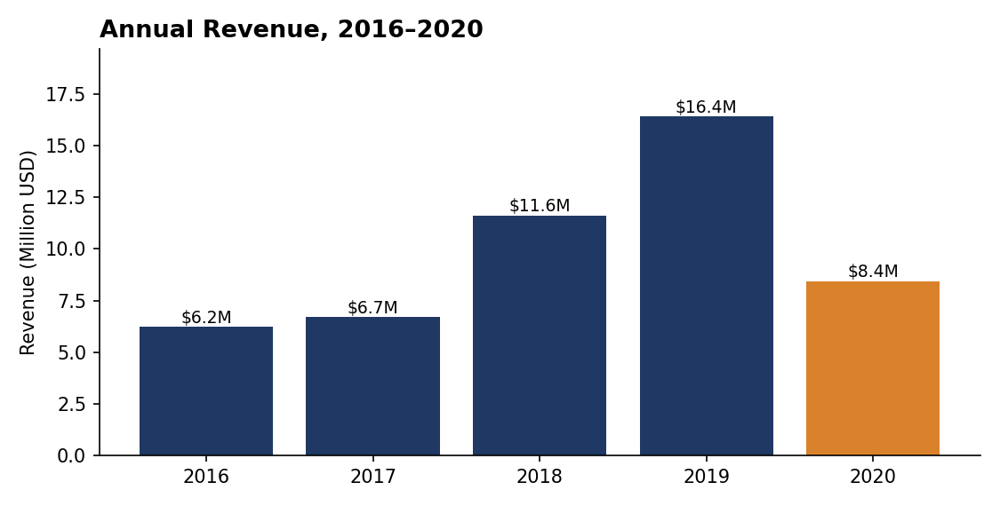 Annual Revenue, 2016–2020
Revenue (Million USD)
17.5
15.0
12.5
10.0
7.5
5.0
2.5
0.0
$6.2M
$6.7M
$11.6M
$16.4M
$8.4M
2016 2017 2018 2019 2020